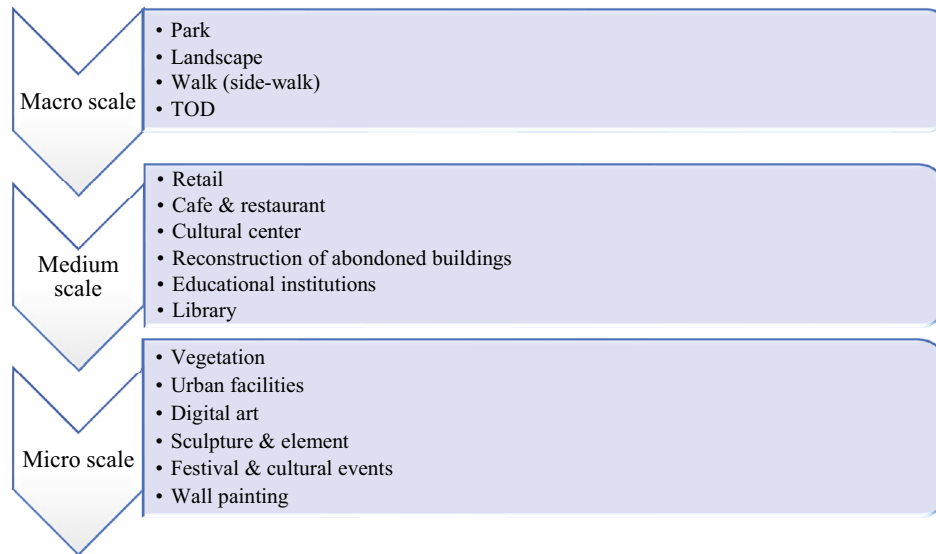 Macro scale
• Park
• Landscape
• Walk (side-walk)
• TOD
Medium
scale
• Retail
• Cafe & restaurant
• Cultural center
• Reconstruction of abondoned buildings
• Educational institutions
• Library
Micro scale
• Vegetation
• Urban facilities
• Digital art
• Sculpture & element
• Festival & cultural events
• Wall painting